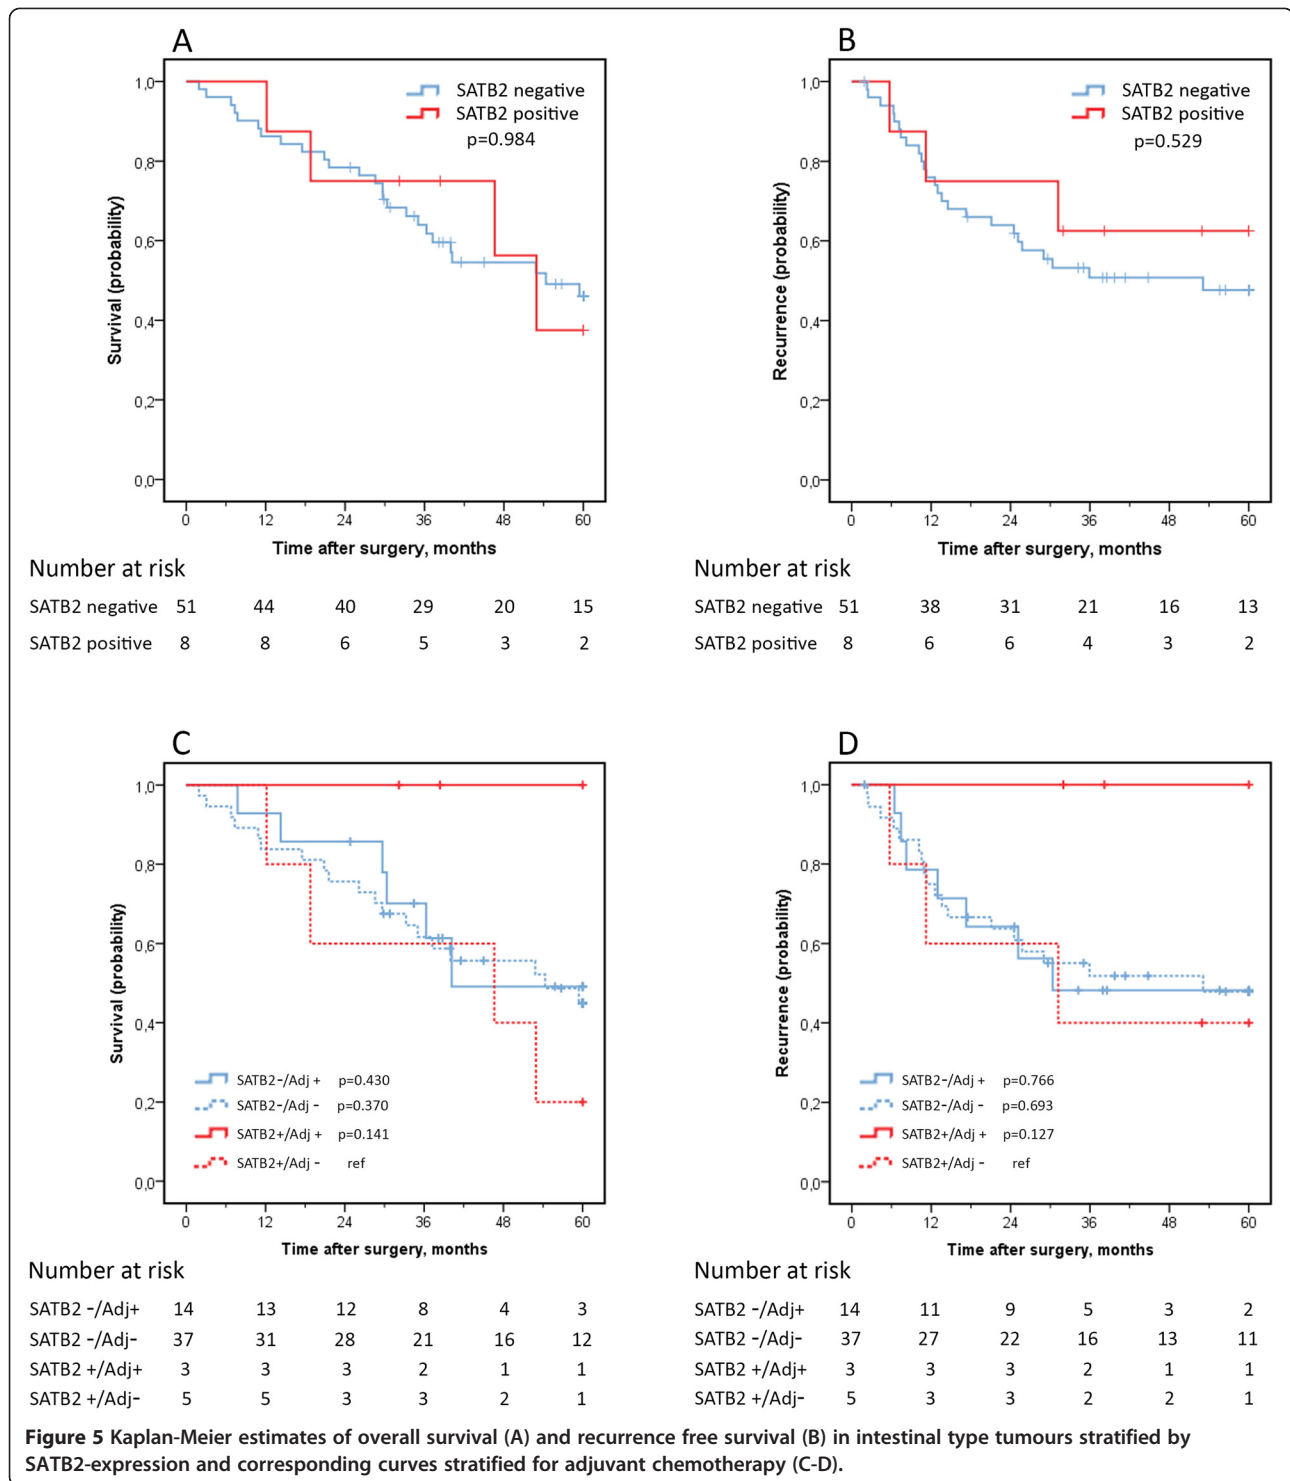 A
SATB2 negative
SATB2 positive
p=0.984
Survival (probability)
1,0
0,8
0,6
0,4
0,2
0,0
0 12 24 36 48 60
Time after surgery, months
Number at risk
SATB2 negative 51 44 40 29 20 15
SATB2 positive 8 8 6 5 3 2
B
SATB2 negative
SATB2 positive
p=0.529
Recurrence (probability)
1,0
0,8
0,6
0,4
0,2
0,0
0 12 24 36 48 60
Time after surgery, months
Number at risk
SATB2 negative 51 38 31 21 16 13
SATB2 positive 8 6 6 4 3 2
C
Survival (probability)
1,0
0,8
0,6
0,4
0,2
0,0
SATB2-/Adj + p=0.430
SATB2-/Adj - p=0.370
SATB2+/Adj + p=0.141
SATB2+/Adj - ref
0 12 24 36 48 60
Time after surgery, months
Number at risk
SATB2 -/Adj+ 14 13 12 8 4 3
SATB2 -/Adj- 37 31 28 21 16 12
SATB2 +/Adj+ 3 3 3 2 1 1
SATB2 +/Adj- 5 5 3 3 2 1
D
Recurrence (probability)
1,0
0,8
0,6
0,4
0,2
0,0
SATB2-/Adj + p=0.766
SATB2-/Adj - p=0.693
SATB2+/Adj + p=0.127
SATB2+/Adj - ref
0 12 24 36 48 60
Time after surgery, months
Number at risk
SATB2 -/Adj+ 14 11 9 5 3 2
SATB2 -/Adj- 37 27 22 16 13 11
SATB2 +/Adj+ 3 3 3 2 1 1
SATB2 +/Adj- 5 3 3 2 2 1
Figure 5 Kaplan-Meier estimates of overall survival (A) and recurrence free survival (B) in intestinal type tumours stratified by
SATB2-expression and corresponding curves stratified for adjuvant chemotherapy (C-D).